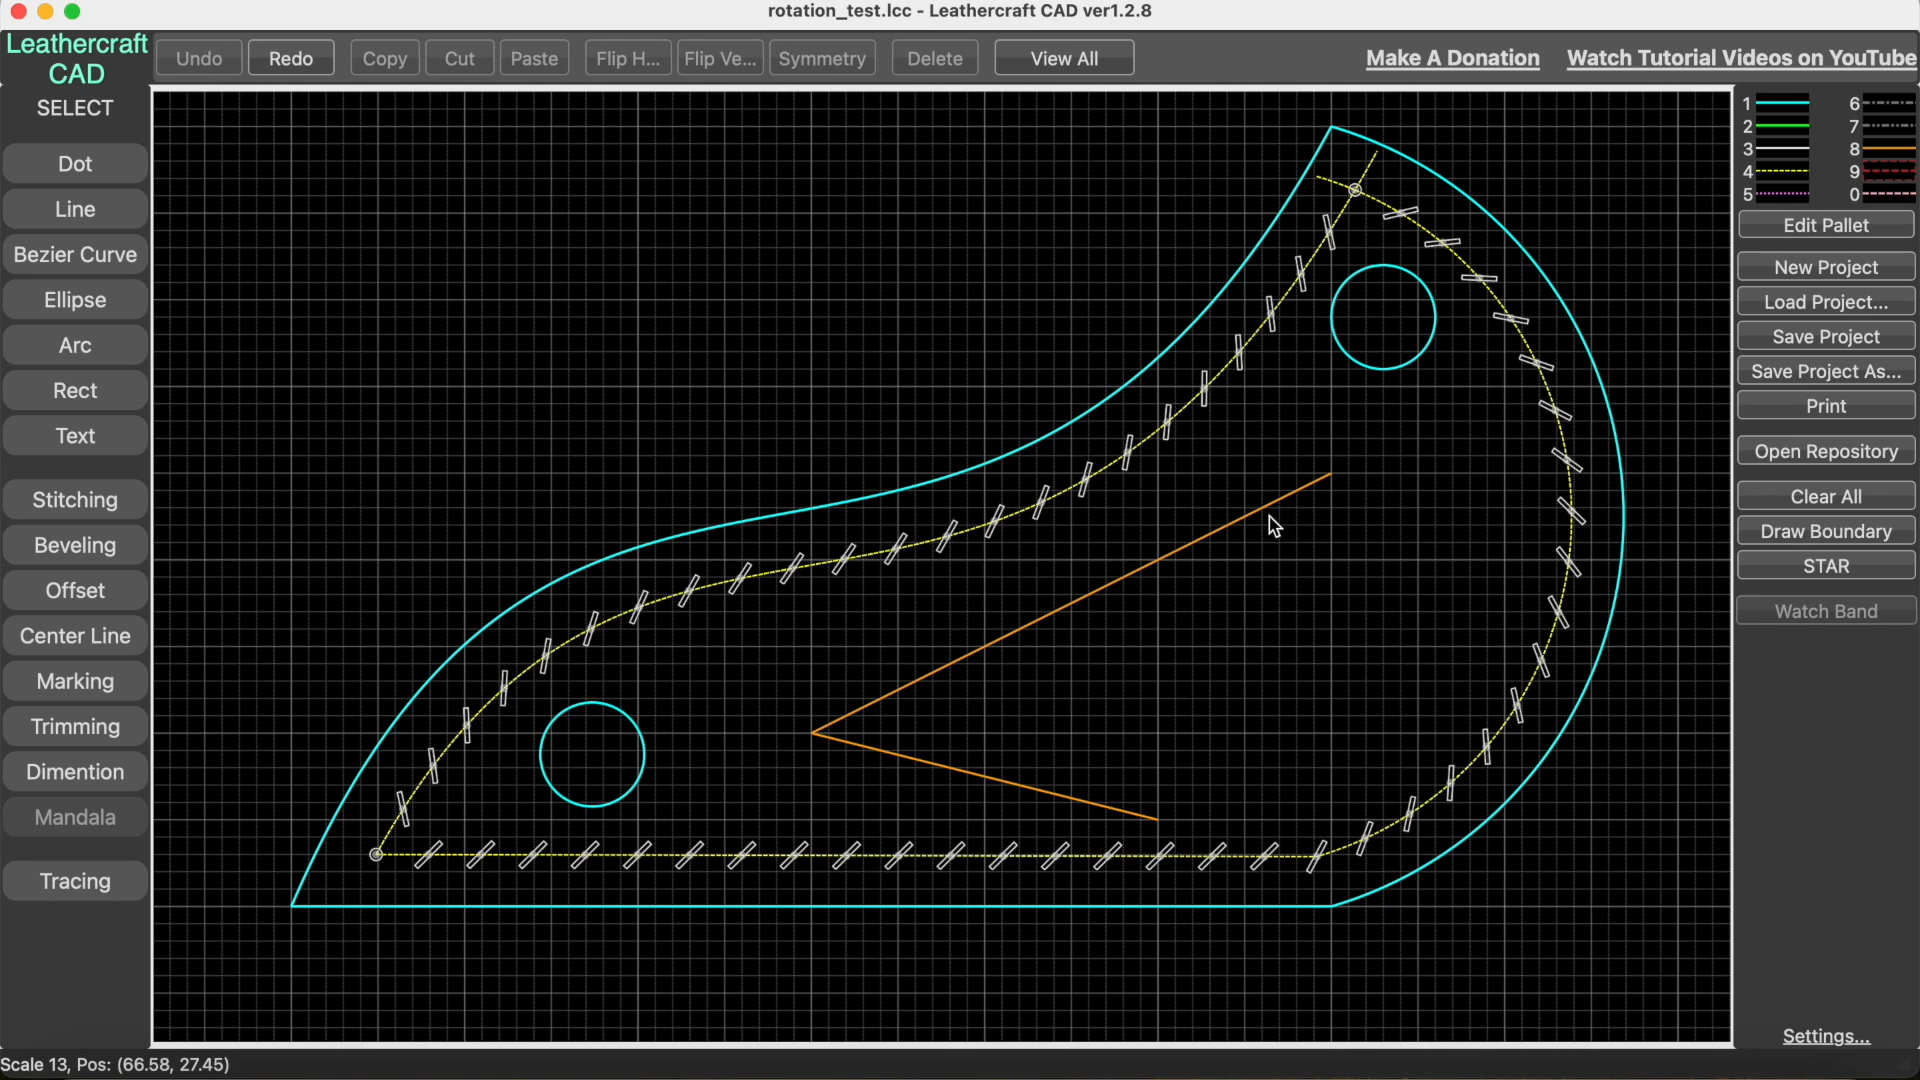 rotation_test.lcc - Leathercraft CAD ver1.2.8
Leathercraft
CAD
Undo Redo Copy Cut Paste Flip H... Flip Ve... Symmetry Delete View All
Make A Donation Watch Tutorial Videos on YouTube
SELECT
Dot
Line
Bezier Curve
Ellipse
Arc
Rect
Text
Stitching
Beveling
Offset
Center Line
Marking
Trimming
Dimention
Mandala
Tracing
1 6
2 7
3 8
4 9
5 0
Edit Pallet
New Project
Load Project...
Save Project
Save Project As...
Print
Open Repository
Clear All
Draw Boundary
STAR
Watch Band
Settings...
Scale 13, Pos: (66.58, 27.45)